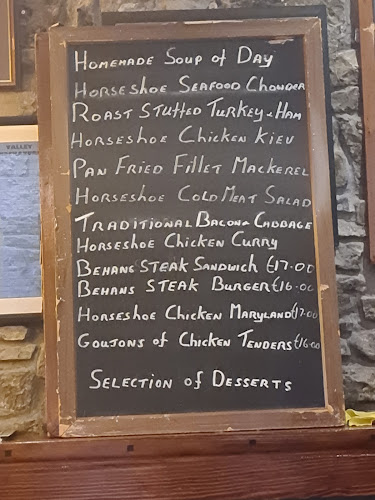 HOMEMADE SOUP of DAY
HORSESHOE SEAFOOD CHOWDER
ROAST STUffED TURKEY + HAM
HORSESHOE CHICKEN KIEV
PAN FRIED FILLET MACKEREL
HORSESHOE COLD MEAT SALAD
TRADITIONAL BACON + CABBAGE
HORSESHOE CHICKEN CURRY
BEHANS STEAK SANDWICH €17.00
BEHANS STEAK BURGER €16.00
HORSESHOE CHICKEN MARYLAND €17.00
GOUJONS of CHICKEN TENDERS €16.00
SELECTION of DESSERTS
VALLEY